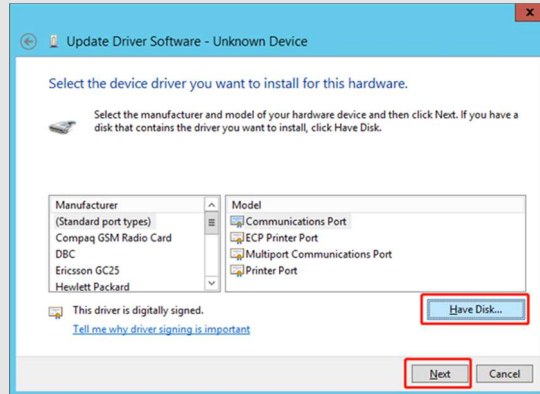 x
Update Driver Software - Unknown Device
Select the device driver you want to install for this hardware.
Select the manufacturer and model of your hardware device and then click Next. If you have a
disk that contains the driver you want to install, click Have Disk.
Manufacturer
(Standard port types)
Compaq GSM Radio Card
DBC
Ericsson GC25
Hewlett Packard
Model
Communications Port
ECP Printer Port
Multiport Communications Port
Printer Port
This driver is digitally signed.
Tell me why driver signing is important
Have Disk...
Next
Cancel